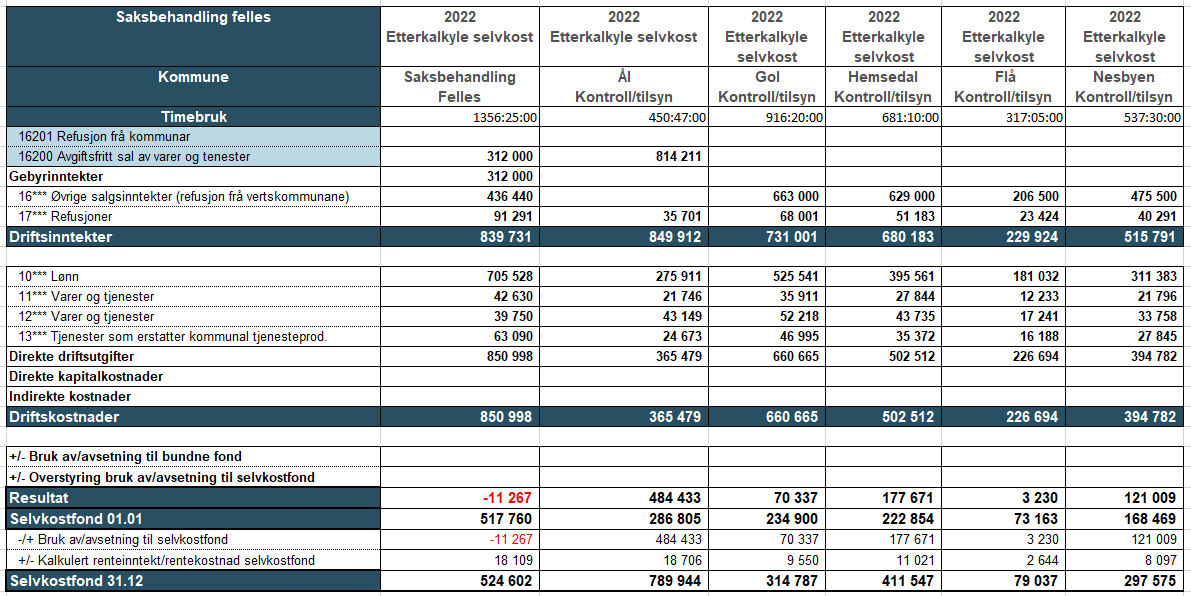 Saksbehandling felles 2022 2022 2022 2022 2022 2022
Etterkalkyle selvkost Etterkalkyle selvkost Etterkalkyle Etterkalkyle Etterkalkyle Etterkalkyle
selvkost selvkost selvkost selvkost
Kommune Saksbehandling Ål Gol Hemsedal Flå Nesbyen
Felles Kontroll/tilsyn Kontroll/tilsyn Kontroll/tilsyn Kontroll/tilsyn Kontroll/tilsyn
Timebruk 1356:25:00 450:47:00 916:20:00 681:10:00 317:05:00 537:30:00
16201 Refusjon frå kommunar
16200 Avgiftsfritt sal av varer og tenester 312 000 814 211
Gebyrinntekter 312 000
16*** Øvrige salgsinntekter (refusjon frå vertskommunane) 436 440 663 000 629 000 206 500 475 500
17*** Refusjoner 91 291 35 701 68 001 51 183 23 424 40 291
Driftsinntekter 839 731 849 912 731 001 680 183 229 924 515 791
10*** Lønn 705 528 275 911 525 541 395 561 181 032 311 383
11*** Varer og tjenester 42 630 21 746 35 911 27 844 12 233 21 796
12*** Varer og tjenester 39 750 43 149 52 218 43 735 17 241 33 758
13*** Tjenester som erstatter kommunal tjenesteprod. 63 090 24 673 46 995 35 372 16 188 27 845
Direkte driftsutgifter 850 998 365 479 660 665 502 512 226 694 394 782
Direkte kapitalkostnader
Indirekte kostnader
Driftskostnader 850 998 365 479 660 665 502 512 226 694 394 782
+/- Bruk av/avsetning til bundne fond
+/- Overstyring bruk av/avsetning til selvkostfond
Resultat -11 267 484 433 70 337 177 671 3 230 121 009
Selvkostfond 01.01 517 760 286 805 234 900 222 854 73 163 168 469
-/+ Bruk av/avsetning til selvkostfond -11 267 484 433 70 337 177 671 3 230 121 009
+/- Kalkulert renteinntekt/rentekostnad selvkostfond 18 109 18 706 9 550 11 021 2 644 8 097
Selvkostfond 31.12 524 602 789 944 314 787 411 547 79 037 297 575